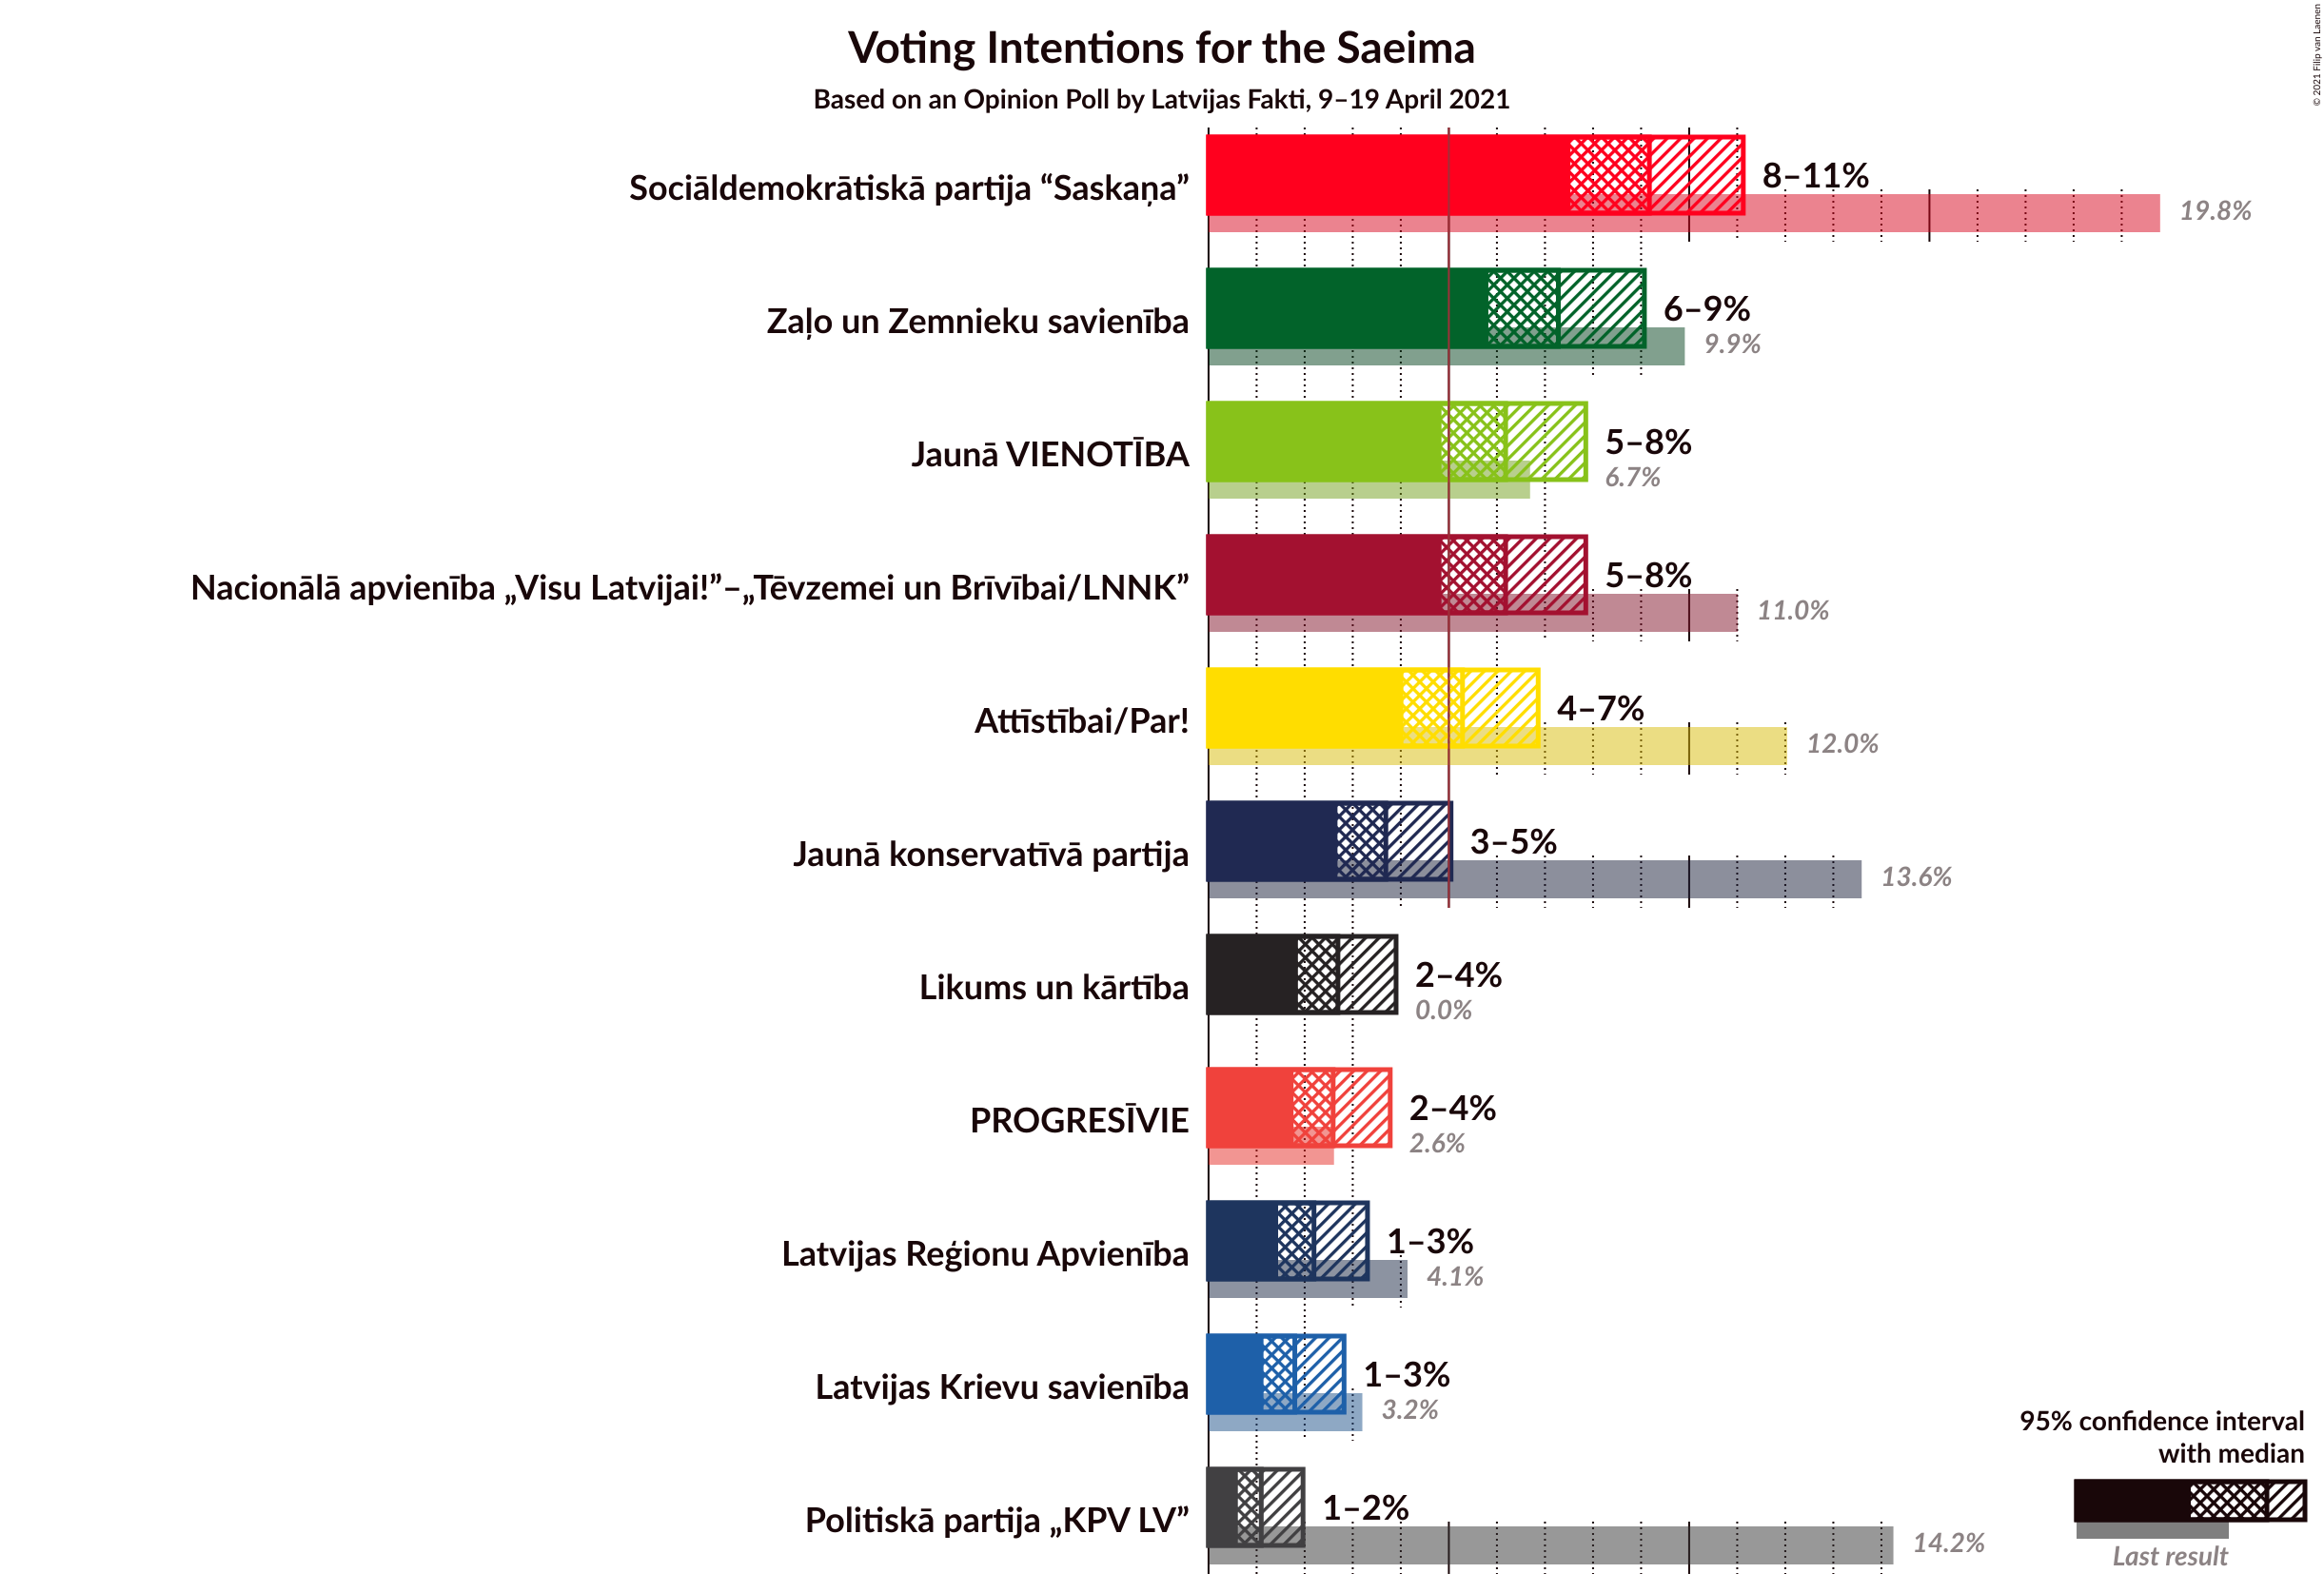 Voting Intentions for the Saeima
Based on an Opinion Poll by Latvijas Fakti, 9–19 April 2021
© 2021 Filip van Laenen
Sociāldemokrātiskā partija “Saskaņa”
8–11%
19.8%
Zaļo un Zemnieku savienība
6–9%
9.9%
Jaunā VIENOTĪBA
5–8%
6.7%
Nacionālā apvienība „Visu Latvijai!”–„Tēvzemei un Brīvībai/LNNK”
5–8%
11.0%
Attīstībai/Par!
4–7%
12.0%
Jaunā konservatīvā partija
3–5%
13.6%
Likums un kārtība
2–4%
0.0%
PROGRESĪVIE
2–4%
2.6%
Latvijas Reģionu Apvienība
1–3%
4.1%
Latvijas Krievu savienība
1–3%
3.2%
Politiskā partija „KPV LV”
1–2%
14.2%
95% confidence interval
with median
Last result